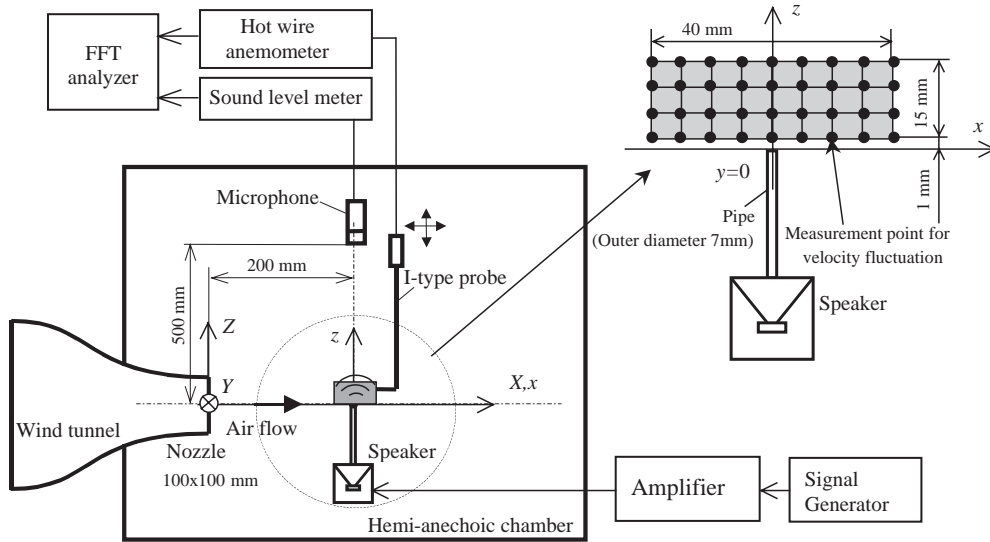 FFT
analyzer
Hot wire
anemometer
Sound level meter
Microphone
I-type probe
200 mm
500 mm
Z
z
Y
X,x
Air flow
Wind tunnel
Nozzle
100x100 mm
Speaker
Hemi-anechoic chamber
Amplifier
Signal
Generator
z
40 mm
15 mm
x
y=0
1 mm
Pipe
(Outer diameter 7mm)
Measurement point for
velocity fluctuation
Speaker